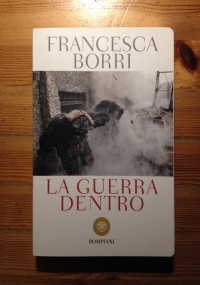 FRANCESCA
BORRI
LA GUERRA
DENTRO
BOMPIANI